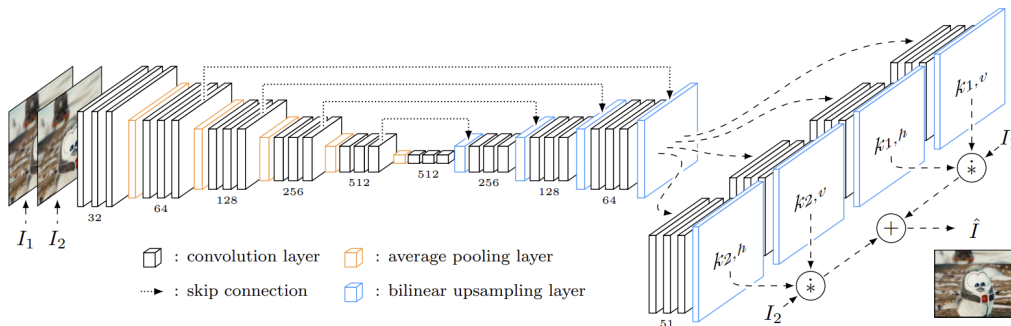 I₁ I₂
32
64
128
256
512
512
256
128
64
51
k₁,ᵥ
k₁,ₕ
k₂,ᵥ
k₂,ₕ
*
*
+
Î
I₂
: convolution layer
: average pooling layer
: skip connection
: bilinear upsampling layer